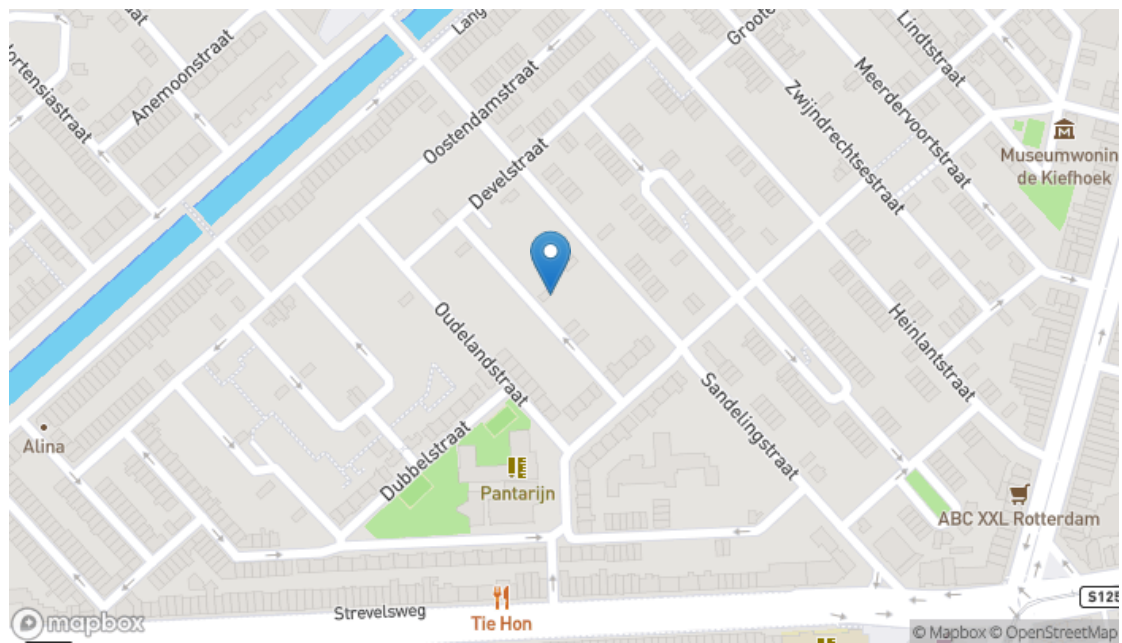 Lang
Groote
Lindtstraat
Anemoonstraat
Hortensiastraat
Oostendamstraat
Meerdervoortstraat
Zwijndrechtsestraat
Develstraat
Museumwonin
de Kiefhoek
Oudelandstraat
Heinlantstraat
Sandelingstraat
Alina
Dubbelstraat
Pantarijn
ABC XXL Rotterdam
S125
Strevelsweg
Tie Hon
mapbox
© Mapbox © OpenStreetMap